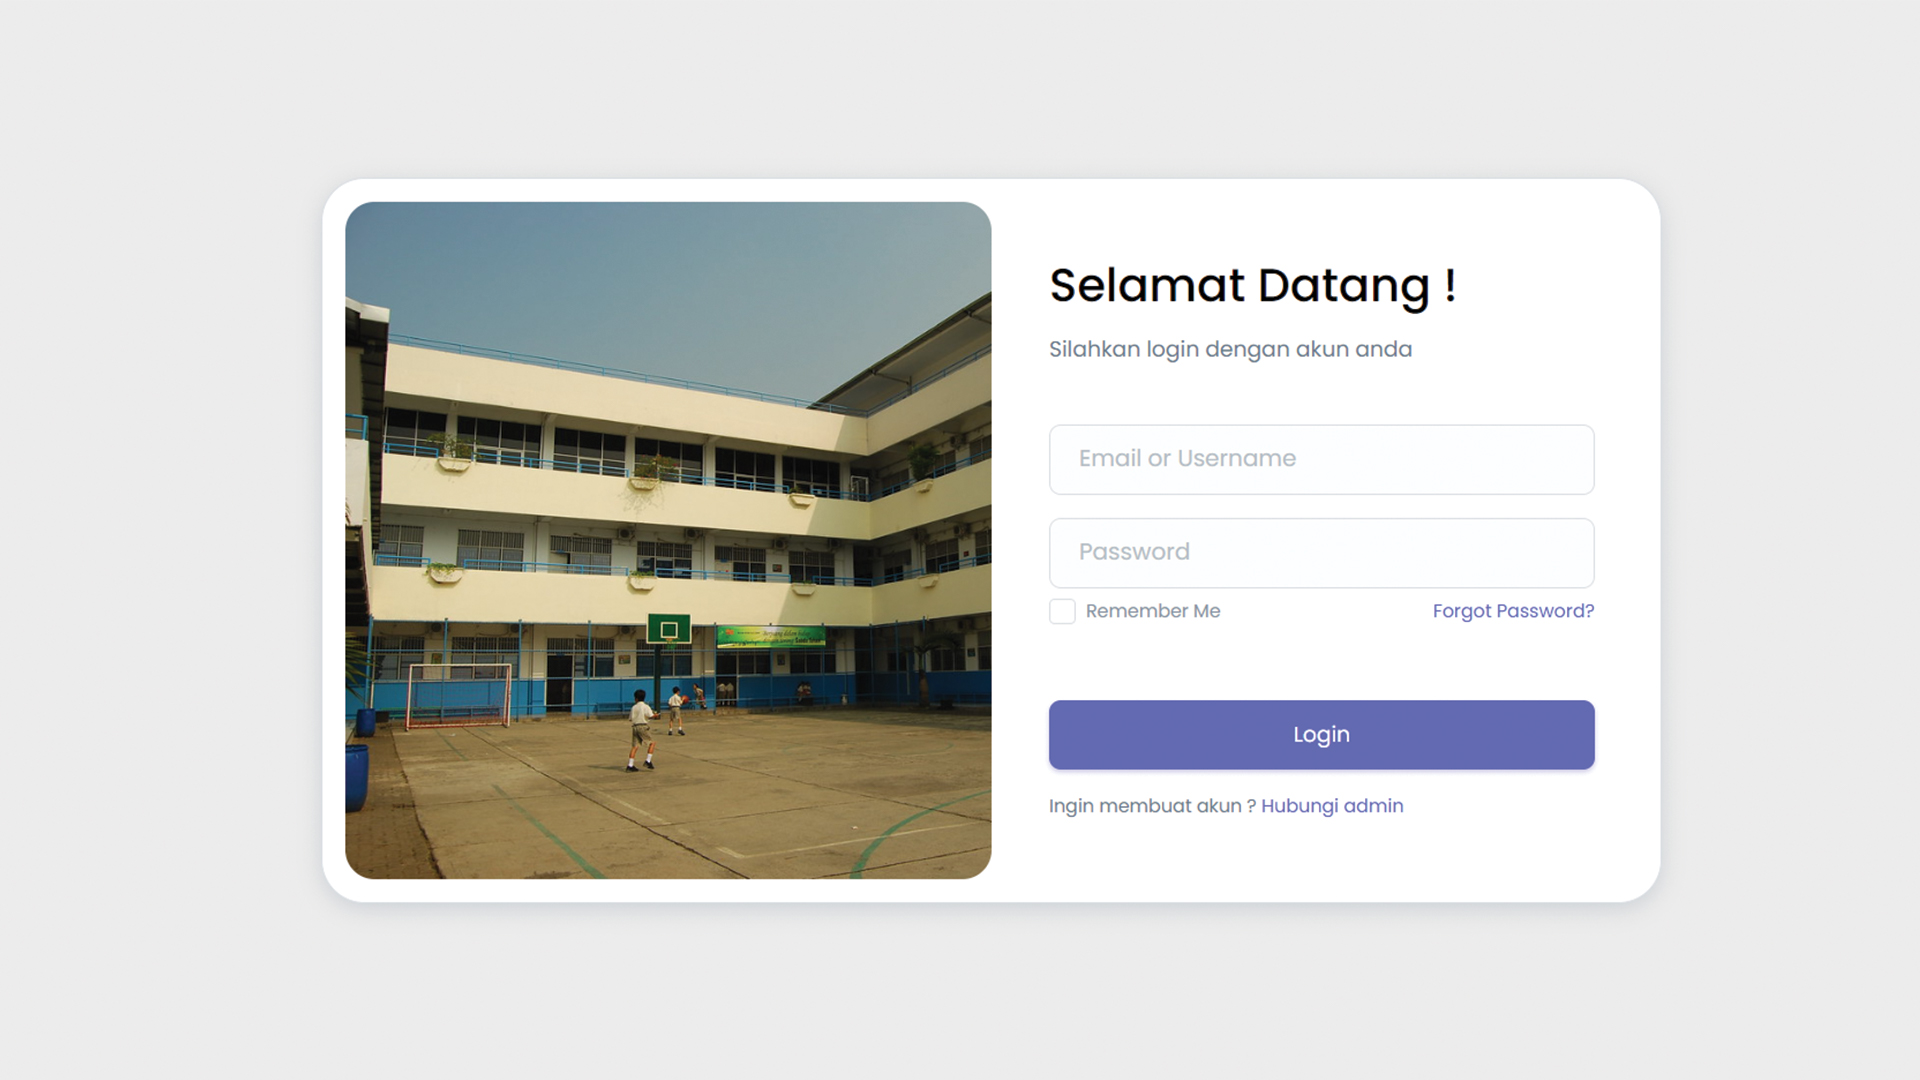 Selamat Datang !
Silahkan login dengan akun anda
Email or Username
Password
Remember Me
Forgot Password?
Login
Ingin membuat akun ? Hubungi admin